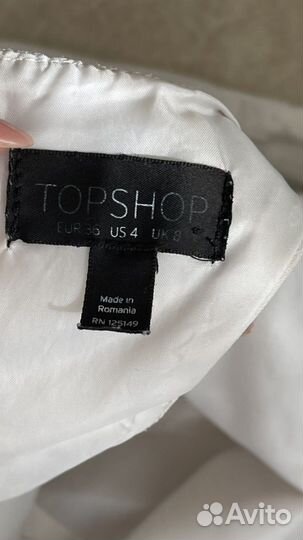 TOPSHOP
EUR 36 US 4 UK 8
Made in
Romania
RN 125149
Avito